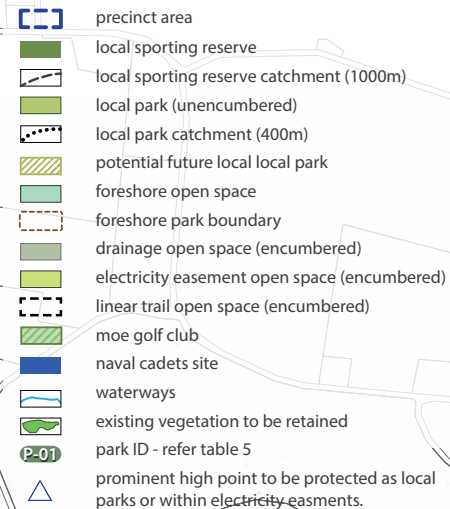 precinct area
local sporting reserve
local sporting reserve catchment (1000m)
local park (unencumbered)
local park catchment (400m)
potential future local local park
foreshore open space
foreshore park boundary
drainage open space (encumbered)
electricity easement open space (encumbered)
linear trail open space (encumbered)
moe golf club
naval cadets site
waterways
existing vegetation to be retained
P-01 park ID - refer table 5
prominent high point to be protected as local
parks or within electricity easments.